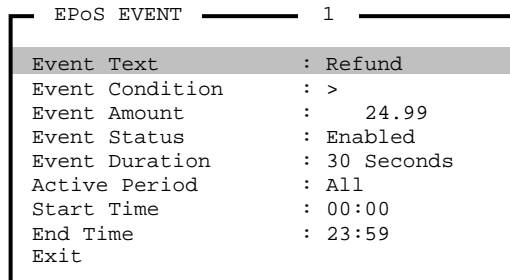 EPoS EVENT 1
Event Text : Refund
Event Condition : >
Event Amount : 24.99
Event Status : Enabled
Event Duration : 30 Seconds
Active Period : All
Start Time : 00:00
End Time : 23:59
Exit